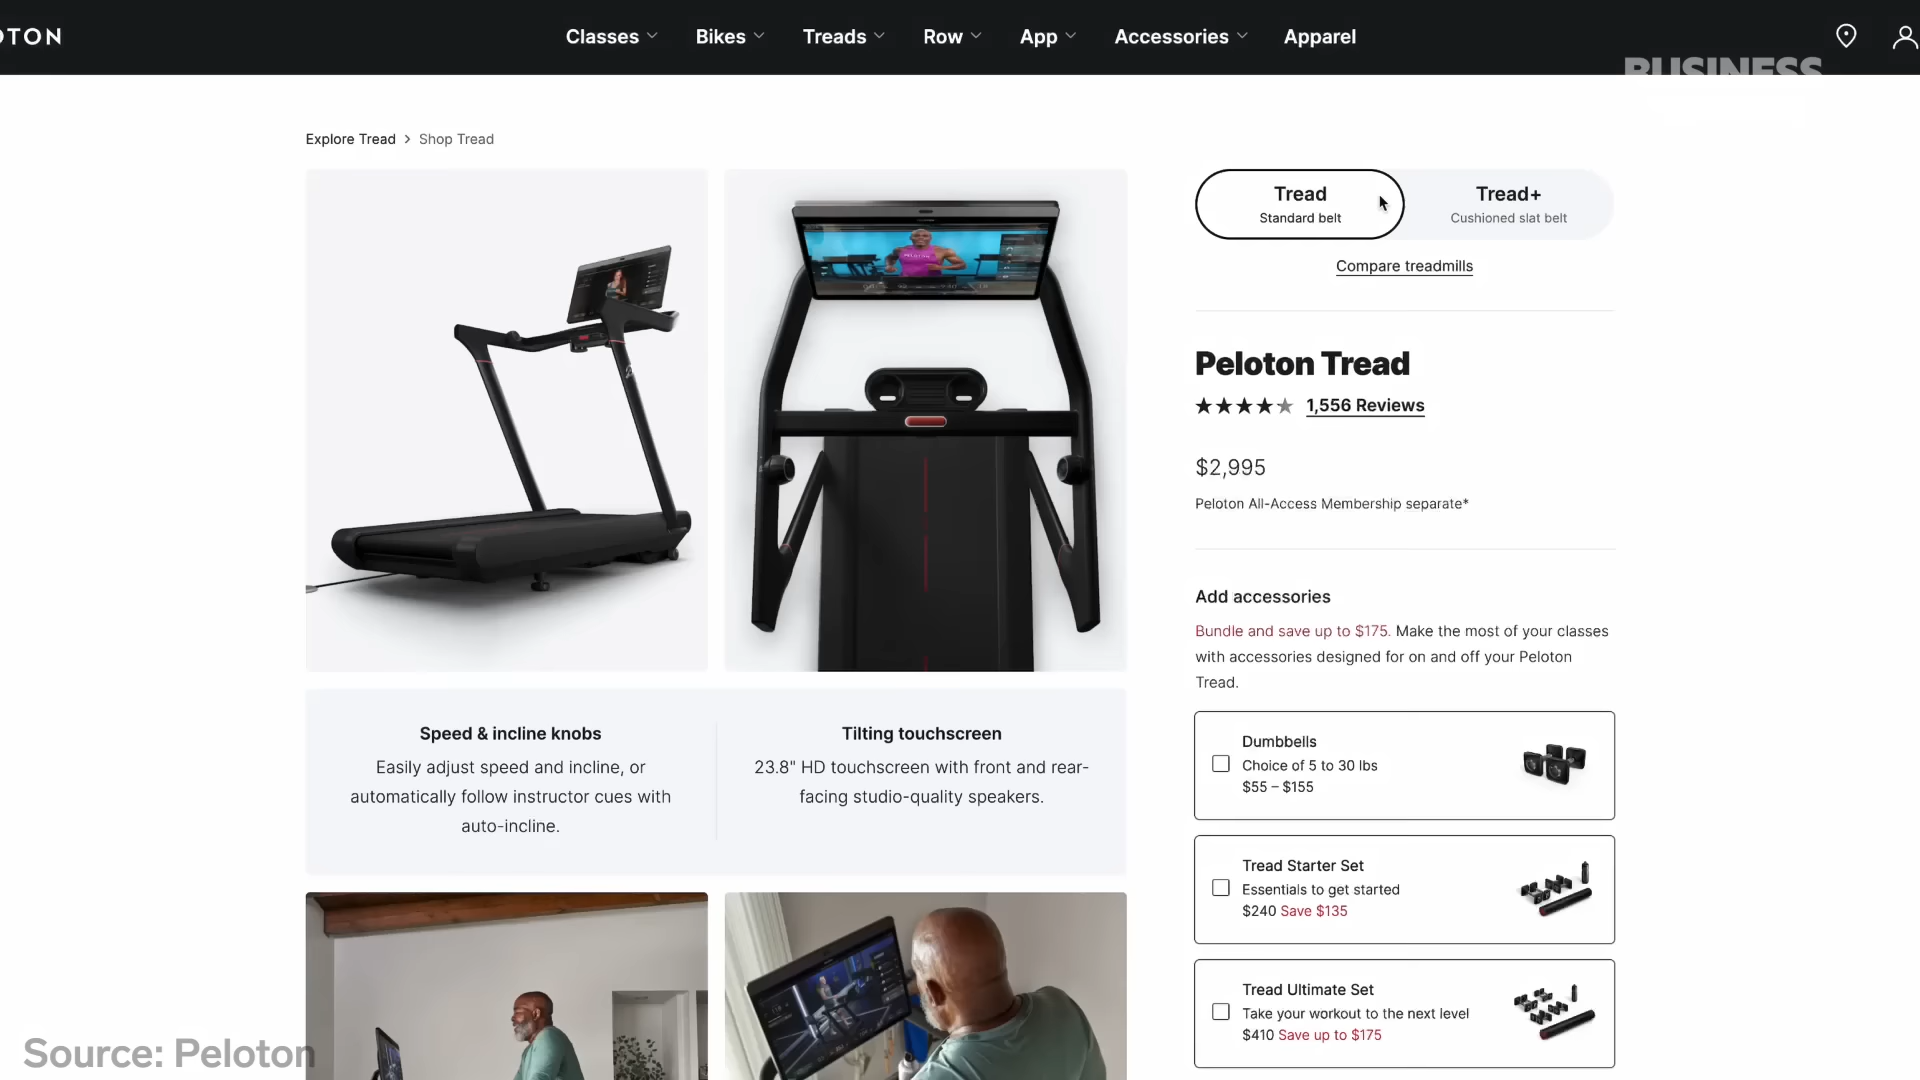 OTON
Classes
Bikes
Treads
Row
App
Accessories
Apparel
BUSINESS
Explore Tread > Shop Tread
Tread
Standard belt
Tread+
Cushioned slat belt
Compare treadmills
Peloton Tread
1,556 Reviews
$2,995
Peloton All-Access Membership separate*
Add accessories
Bundle and save up to $175. Make the most of your classes
with accessories designed for on and off your Peloton
Tread.
Dumbbells
Choice of 5 to 30 lbs
$55 – $155
Tread Starter Set
Essentials to get started
$240 Save $135
Tread Ultimate Set
Take your workout to the next level
$410 Save up to $175
Speed & incline knobs
Easily adjust speed and incline, or
automatically follow instructor cues with
auto-incline.
Tilting touchscreen
23.8" HD touchscreen with front and rear-
facing studio-quality speakers.
Source: Peloton